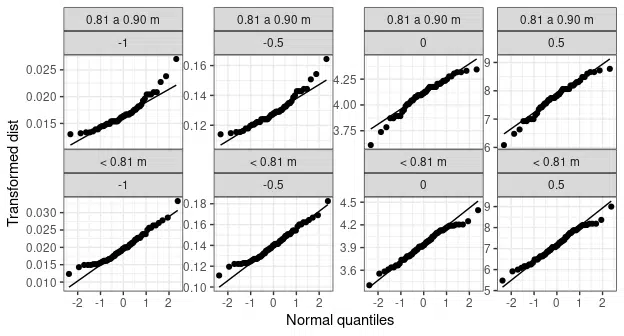 0.81 a 0.90 m 0.81 a 0.90 m 0.81 a 0.90 m 0.81 a 0.90 m
-1 -0.5 0 0.5
0.025 0.020 0.015
0.16 0.14 0.12
4.25 4.00 3.75
9 8 7 6
< 0.81 m < 0.81 m < 0.81 m < 0.81 m
-1 -0.5 0 0.5
0.030 0.025 0.020 0.015 0.010
0.18 0.16 0.14 0.12 0.10
4.5 4.2 3.9 3.6
9 8 7 6 5
-2 -1 0 1 2 -2 -1 0 1 2 -2 -1 0 1 2 -2 -1 0 1 2
Transformed dist
Normal quantiles